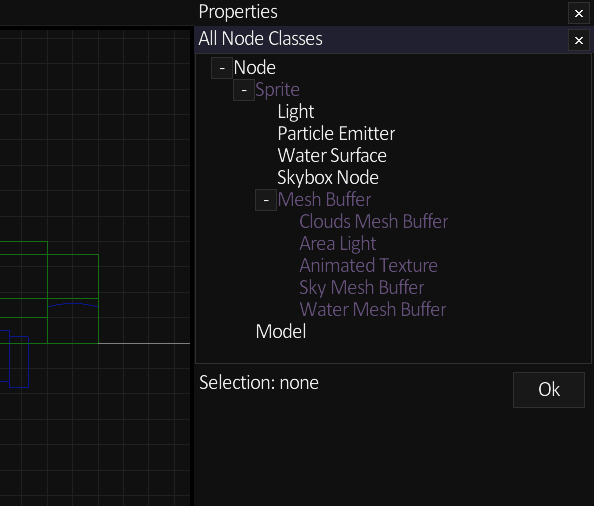 Properties
All Node Classes
- Node
- Sprite
Light
Particle Emitter
Water Surface
Skybox Node
- Mesh Buffer
Clouds Mesh Buffer
Area Light
Animated Texture
Sky Mesh Buffer
Water Mesh Buffer
Model
Selection: none
Ok